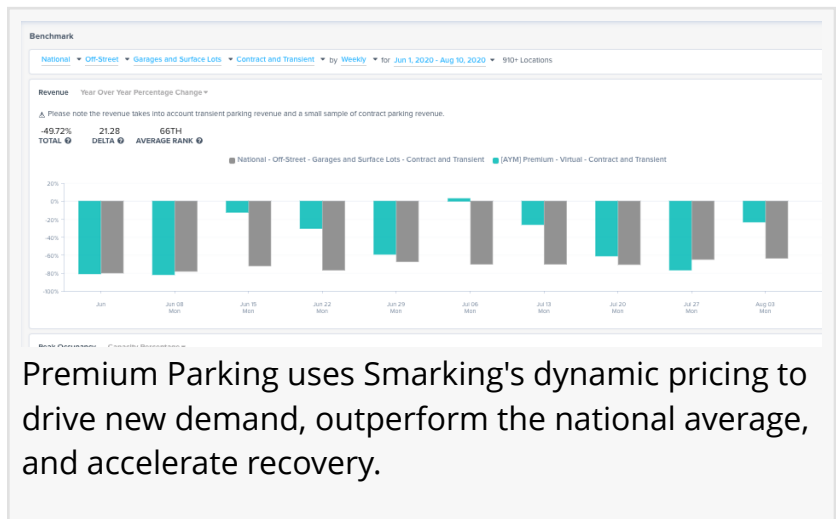 Benchmark
National Off-Street Garages and Surface Lots Contract and Transient by Weekly for Jun 1, 2020 - Aug 10, 2020 910+ Locations
Revenue Year Over Year Percentage Change
Please note the revenue takes into account transient parking revenue and a small sample of contract parking revenue.
-49.72% 21.28 66TH
TOTAL DELTA AVERAGE RANK
National - Off-Street - Garages and Surface Lots - Contract and Transient (AYM) Premium - Virtual - Contract and Transient
20%
0%
-20%
-40%
-60%
-80%
-100%
Jun Jun 08 Jun 15 Jun 22 Jun 29 Jul 06 Jul 13 Jul 20 Jul 27 Aug 03
Mon Mon Mon Mon Mon Mon Mon Mon Mon
Peak Occupancy Capacity Percentage
Premium Parking uses Smarking's dynamic pricing to
drive new demand, outperform the national average,
and accelerate recovery.